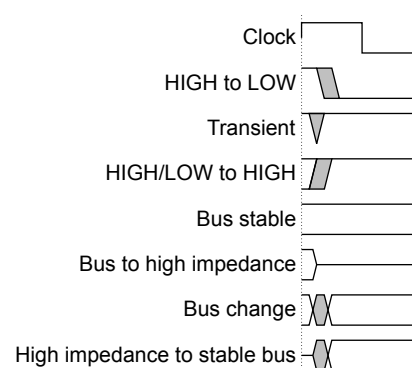 Clock
HIGH to LOW
Transient
HIGH/LOW to HIGH
Bus stable
Bus to high impedance
Bus change
High impedance to stable bus